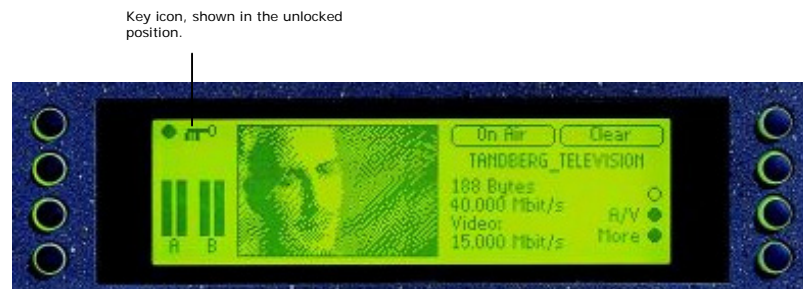 Key icon, shown in the unlocked
position.
On Air Clear
TANDBERG_TELEVISION
188 Bytes
40.000 Mbit/s
Video:
15.000 Mbit/s
A/V
More
A B